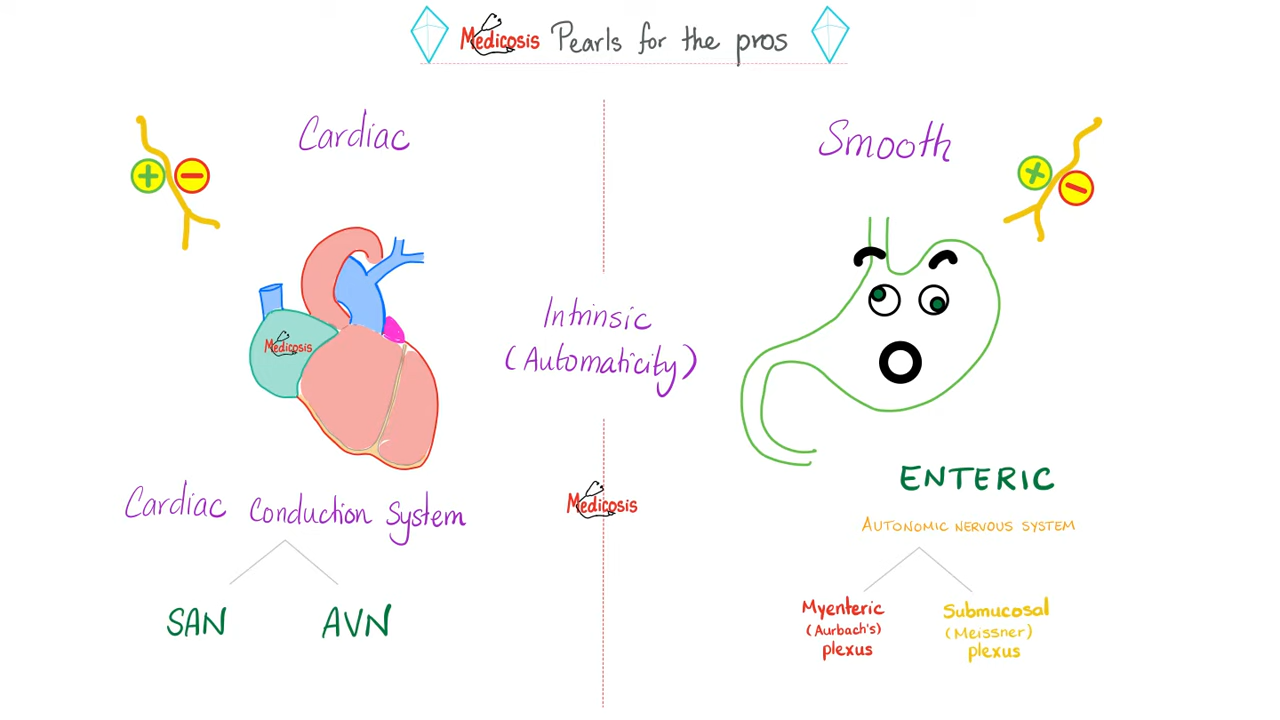 Medicosis Pearls for the pros
Cardiac
Smooth
+ −
+ −
Medicosis
Intrinsic
(Automaticity)
Cardiac Conduction System
SAN AVN
Medicosis
ENTERIC
AUTONOMIC NERVOUS SYSTEM
Myenteric
(Aurbach's)
plexus
Submucosal
(Meissner)
plexus